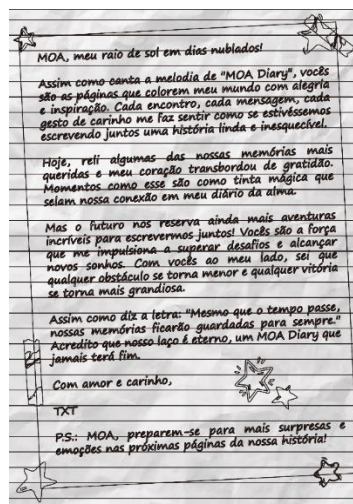 MOA, meu raio de sol em dias nublados!
Assim como canta a melodia de "MOA Diary", vocês
são as páginas que colorem meu mundo com alegria
e inspiração. Cada encontro, cada mensagem, cada
gesto de carinho me faz sentir como se estivéssemos
escrevendo juntos uma história linda e inesquecível.
Hoje, reli algumas das nossas memórias mais
queridas e meu coração transbordou de gratidão.
Momentos como esse são como tinta mágica que
selam nossa conexão em meu diário da alma.
Mas o futuro nos reserva ainda mais aventuras
incríveis para escrevermos juntos! Vocês são a força
que me impulsiona a superar desafios e alcançar
novos sonhos. Com vocês ao meu lado, sei que
qualquer obstáculo se torna menor e qualquer vitória
se torna mais grandiosa.
Assim como diz a letra: "Mesmo que o tempo passe,
nossas memórias ficarão guardadas para sempre."
Acredito que nosso laço é eterno, um MOA Diary que
jamais terá fim.
Com amor e carinho,
TXT
P.S.: MOA, preparem-se para mais surpresas e
emoções nas próximas páginas da nossa história!